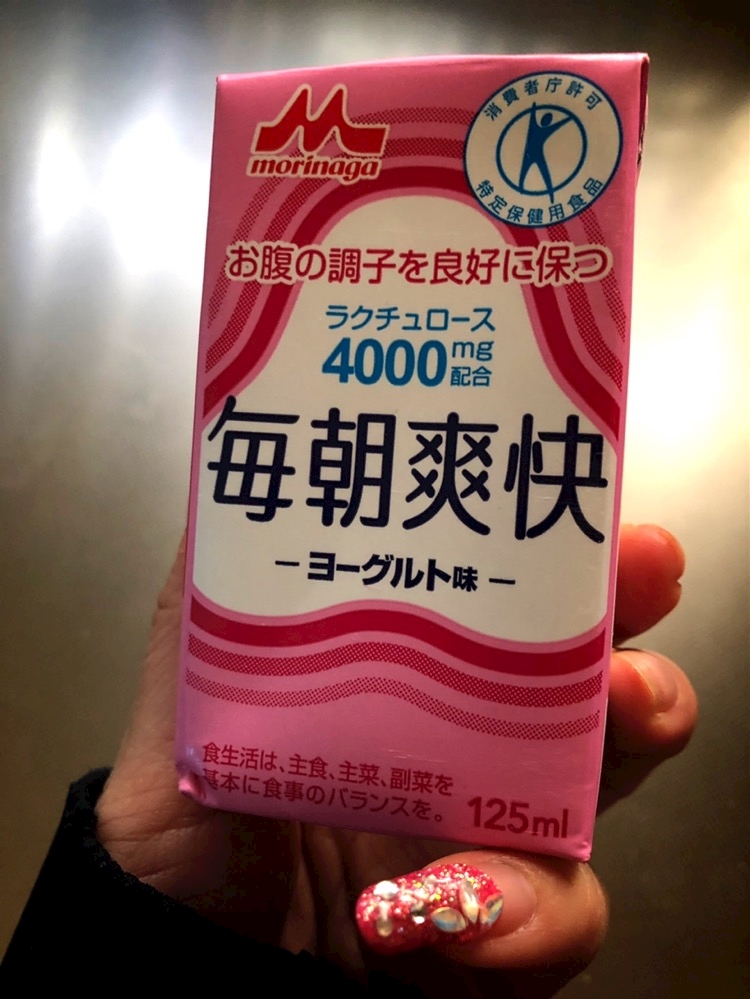 morinaga
消費者庁許可
特定保健用食品
お腹の調子を良好に保つ
ラクチュロース
4000mg
配合
毎朝爽快
ーヨーグルト味ー
食生活は、主食、主菜、副菜を
基本に食事のバランスを。
125ml